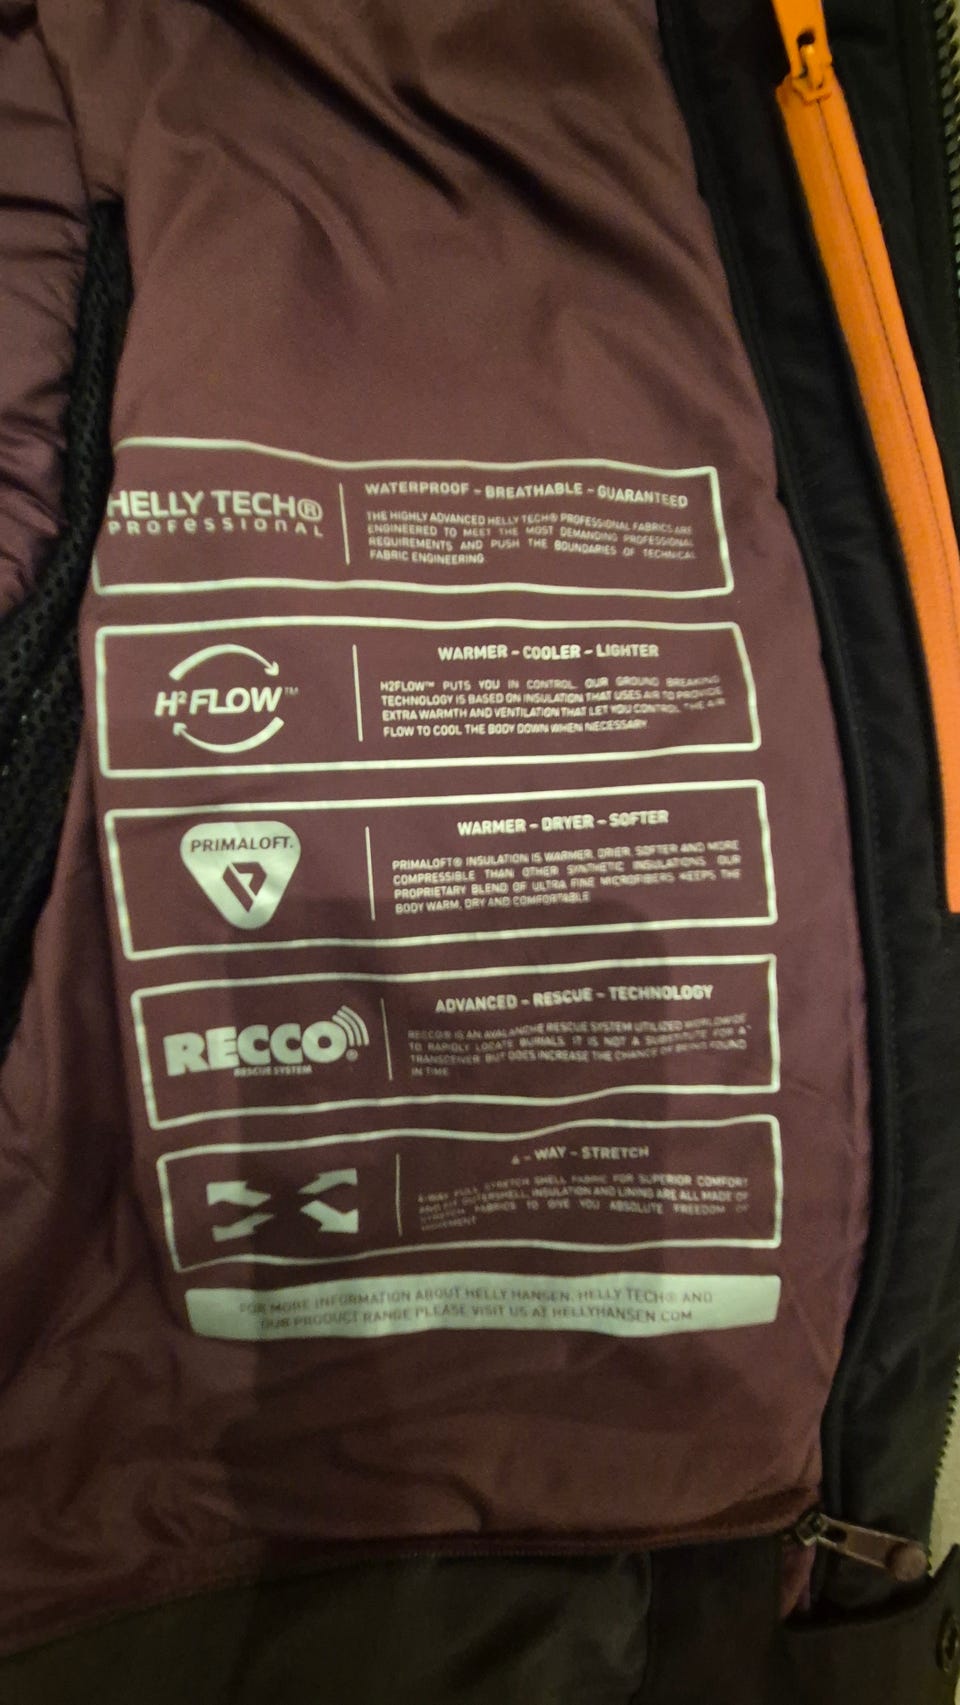 HELLY TECH®
PROFESSIONAL
WATERPROOF - BREATHABLE - GUARANTEED
THE HIGHLY ADVANCED HELLY TECH® PROFESSIONAL FABRICS ARE
ENGINEERED TO MEET THE MOST DEMANDING PROFESSIONAL
REQUIREMENTS AND PUSH THE BOUNDARIES OF TECHNICAL
FABRIC ENGINEERING
H²FLOW™
WARMER - COOLER - LIGHTER
H2FLOW™ PUTS YOU IN CONTROL. OUR GROUND BREAKING
TECHNOLOGY IS BASED ON INSULATION THAT USES AIR TO PROVIDE
EXTRA WARMTH AND VENTILATION THAT LET YOU CONTROL THE AIR
FLOW TO COOL THE BODY DOWN WHEN NECESSARY
PRIMALOFT.
WARMER - DRYER - SOFTER
PRIMALOFT® INSULATION IS WARMER, DRIER, SOFTER AND MORE
COMPRESSIBLE THAN OTHER SYNTHETIC INSULATIONS. OUR
PROPRIETARY BLEND OF ULTRA FINE MICROFIBERS KEEPS THE
BODY WARM, DRY AND COMFORTABLE
RECCO®
RESCUE SYSTEM
ADVANCED - RESCUE - TECHNOLOGY
RECCO® IS AN AVALANCHE RESCUE SYSTEM UTILIZED WORLDWIDE
TO RAPIDLY LOCATE BURIALS. IT IS NOT A SUBSTITUTE FOR A
TRANSCEIVER BUT DOES INCREASE THE CHANCE OF BEING FOUND
IN TIME
4 - WAY - STRETCH
4-WAY FULL STRETCH SHELL FABRIC FOR SUPERIOR COMFORT
AND FIT. OUTERSHELL, INSULATION AND LINING ARE ALL MADE OF
STRETCH FABRICS TO GIVE YOU ABSOLUTE FREEDOM OF
MOVEMENT
FOR MORE INFORMATION ABOUT HELLY HANSEN, HELLY TECH® AND
OUR PRODUCT RANGE PLEASE VISIT US AT HELLYHANSEN.COM